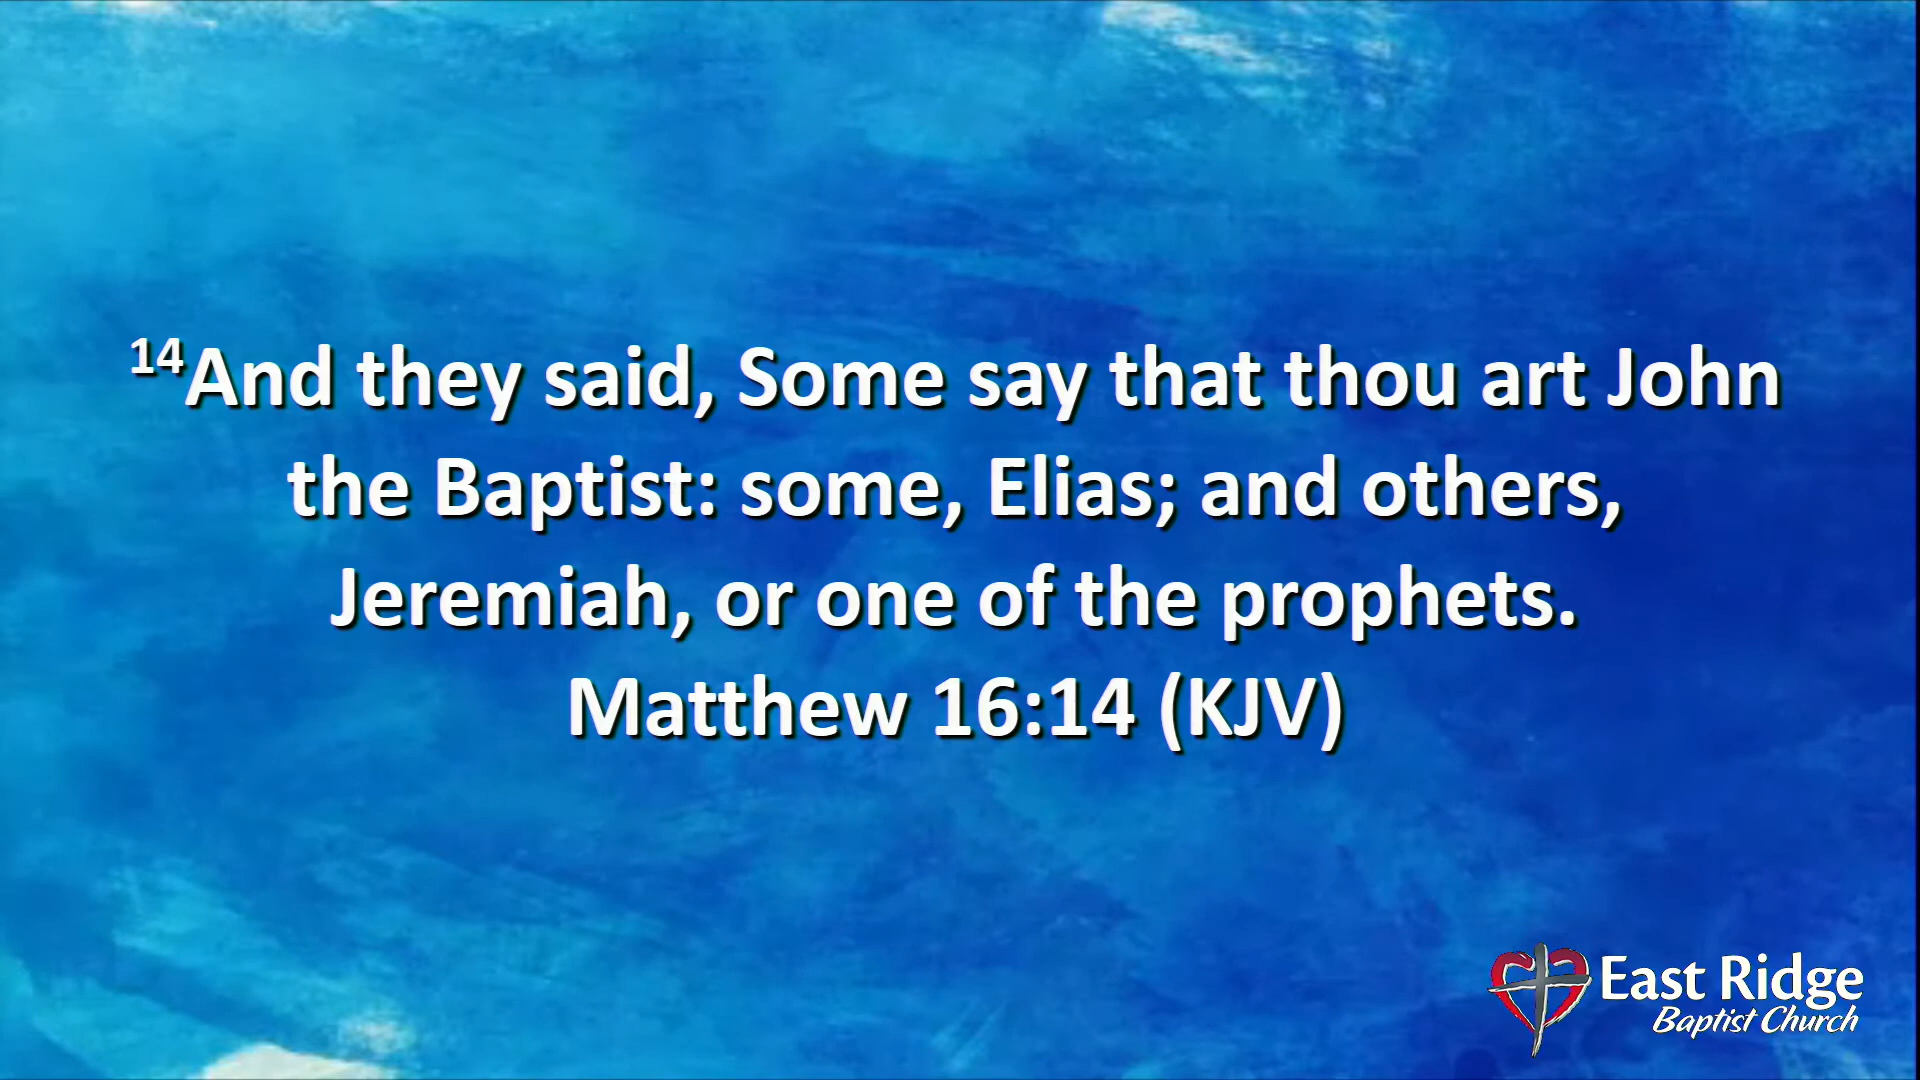 14And they said, Some say that thou art John
the Baptist: some, Elias; and others,
Jeremiah, or one of the prophets.
Matthew 16:14 (KJV)
East Ridge
Baptist Church